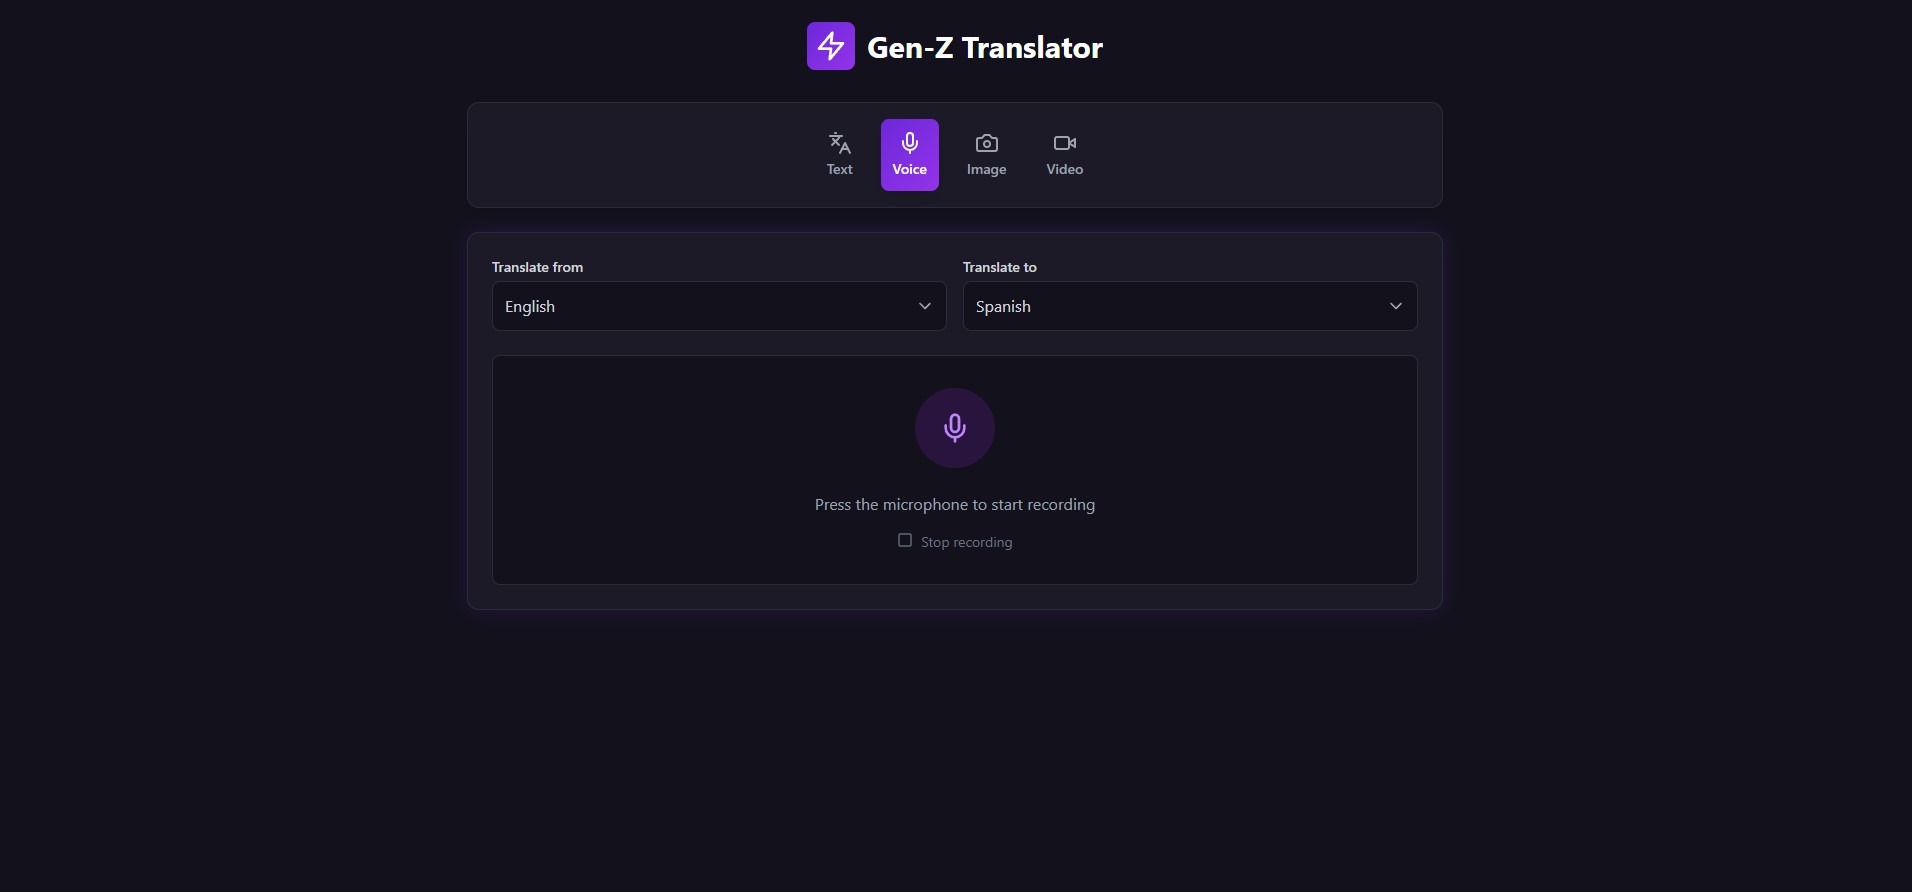 Gen-Z Translator
Text
Voice
Image
Video
Translate from
Translate to
English
Spanish
Press the microphone to start recording
Stop recording